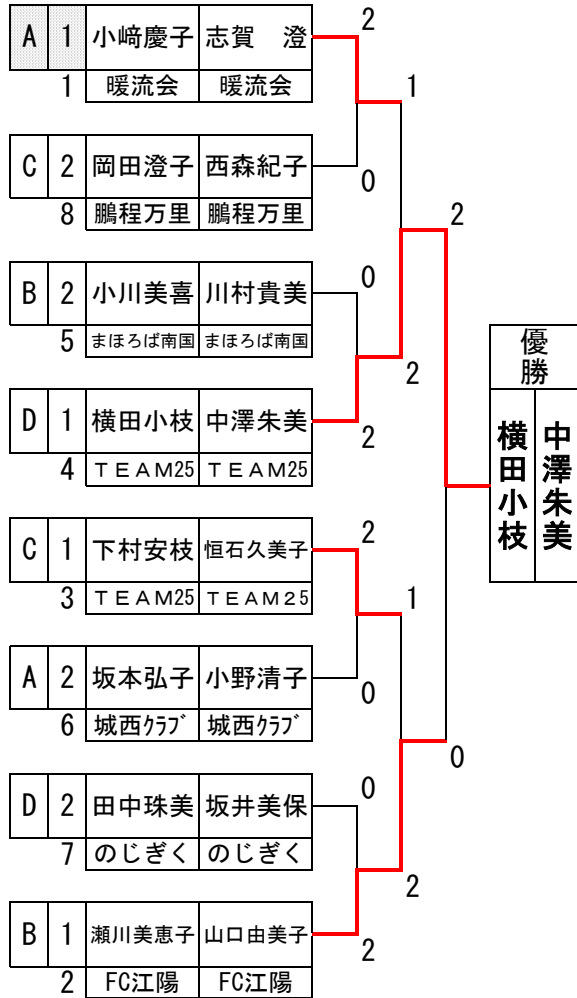 A 1 小﨑慶子 志賀　澄
1 暖流会 暖流会
2
1
C 2 岡田澄子 西森紀子
8 鵬程万里 鵬程万里
0
2
B 2 小川美喜 川村貴美
5 まほろば南国 まほろば南国
0
2
D 1 横田小枝 中澤朱美
4 ＴＥＡＭ25 ＴＥＡＭ25
2
優勝
横田小枝
中澤朱美
C 1 下村安枝 恒石久美子
3 ＴＥＡＭ25 ＴＥＡＭ２５
2
1
A 2 坂本弘子 小野清子
6 城西ｸﾗﾌﾞ 城西ｸﾗﾌﾞ
0
0
D 2 田中珠美 坂井美保
7 のじぎく のじぎく
0
2
B 1 瀬川美恵子 山口由美子
2 FC江陽 FC江陽
2